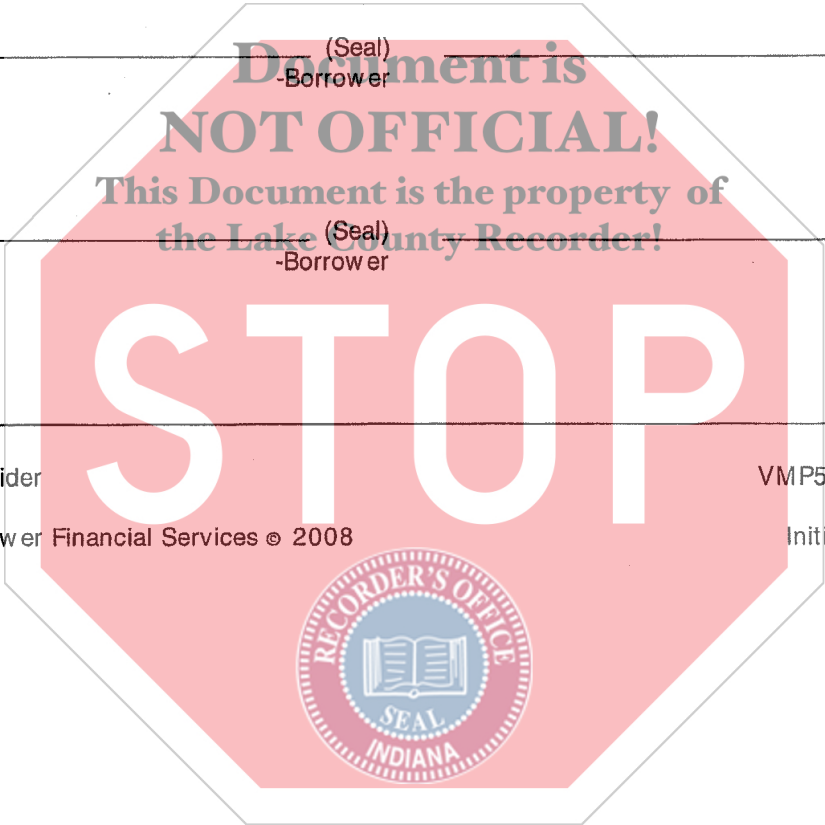 (Seal)
Document is
-Borrower
NOT OFFICIAL!
This Document is the property of
(Seal)
the Lake County Recorder!
-Borrower
STOP
ider VMP5
wer Financial Services © 2008 Initi
RECORDER'S OFFICE
SEAL
INDIANA